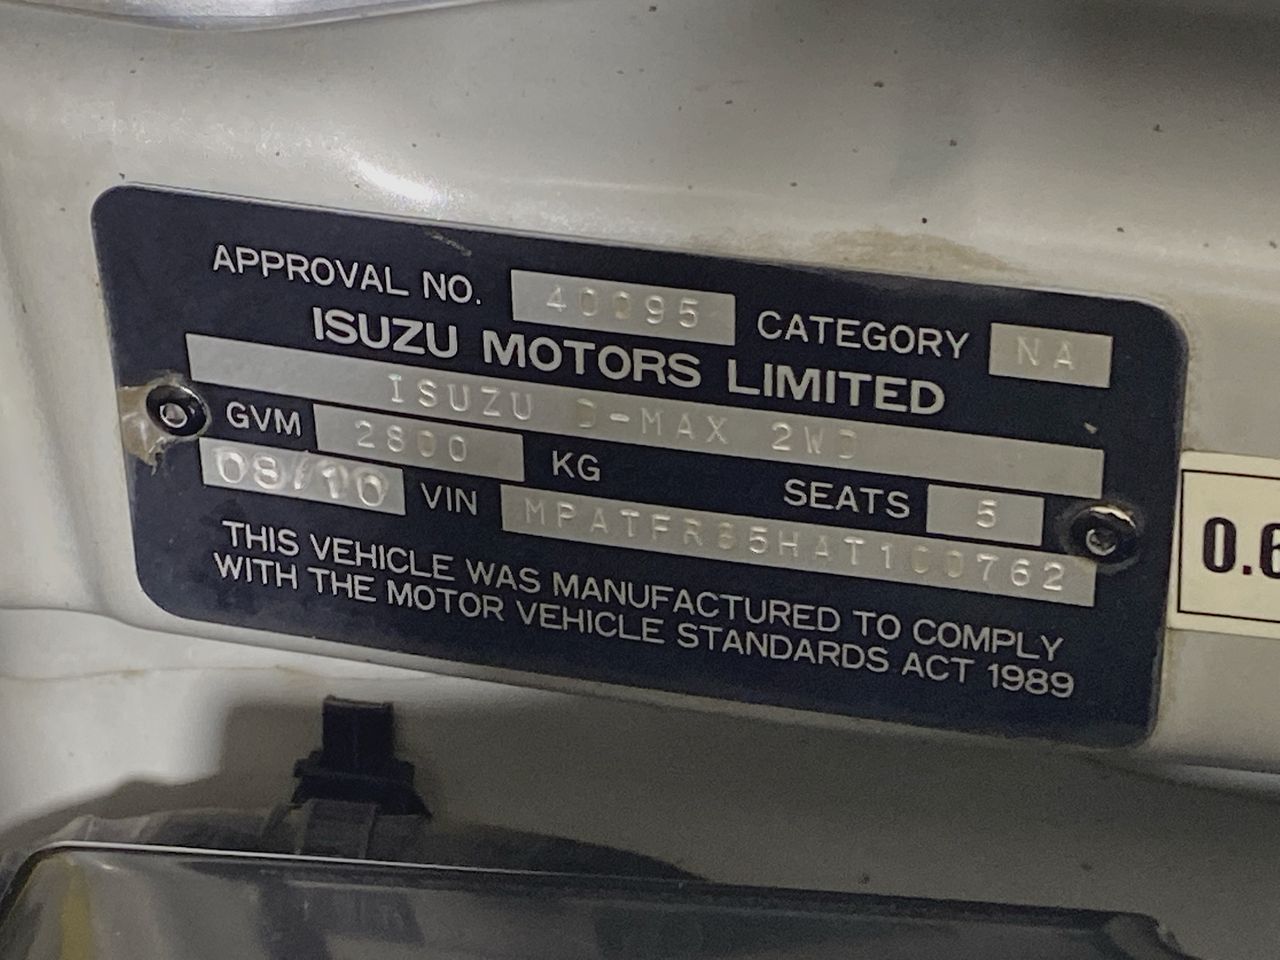 APPROVAL NO. 40095 CATEGORY NA
ISUZU MOTORS LIMITED
ISUZU D-MAX 2WD
GVM 2800 KG SEATS 5
08/10 VIN MPATFR85HAT100762
THIS VEHICLE WAS MANUFACTURED TO COMPLY
WITH THE MOTOR VEHICLE STANDARDS ACT 1989